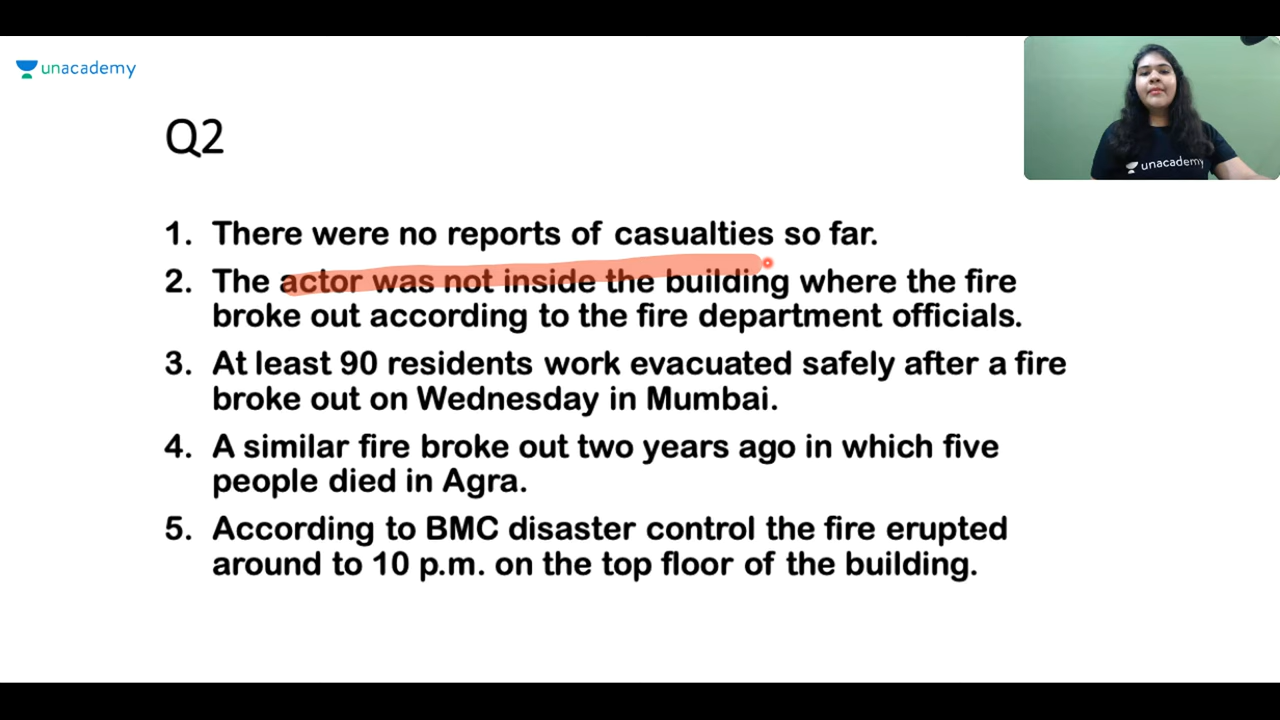 unacademy
Q2
unacademy
1. There were no reports of casualties so far.
2. The actor was not inside the building where the fire
broke out according to the fire department officials.
3. At least 90 residents work evacuated safely after a fire
broke out on Wednesday in Mumbai.
4. A similar fire broke out two years ago in which five
people died in Agra.
5. According to BMC disaster control the fire erupted
around to 10 p.m. on the top floor of the building.